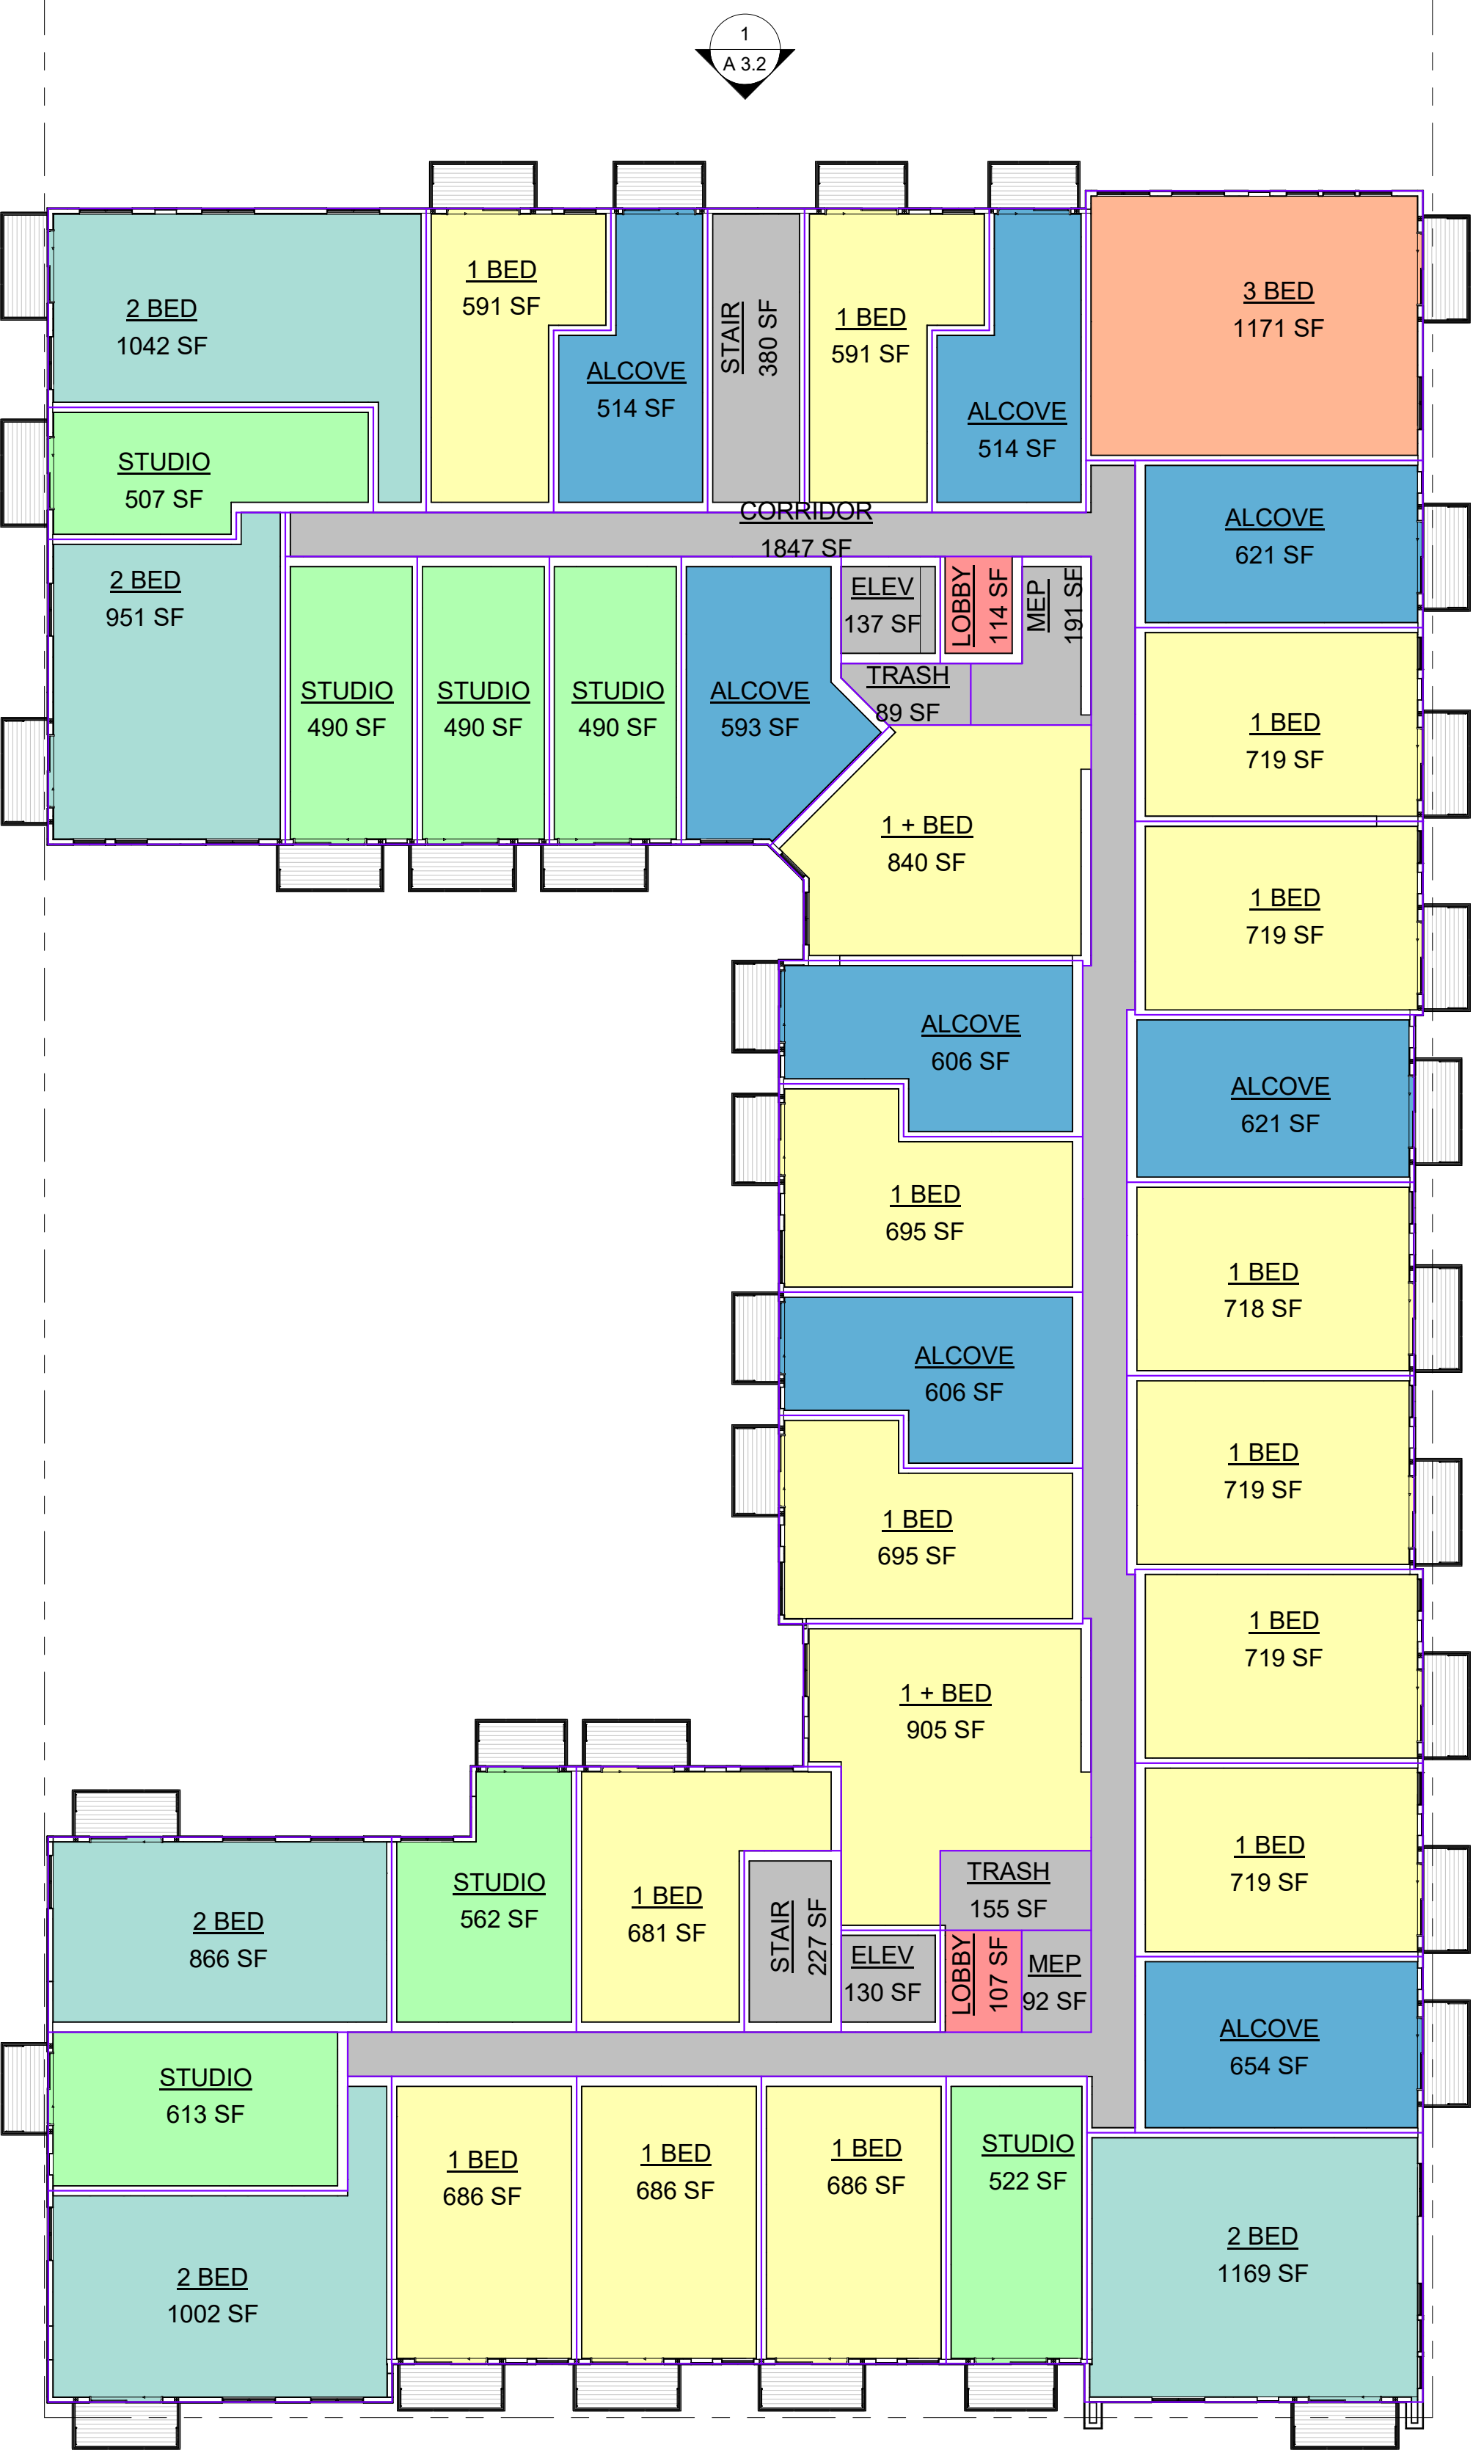 1
A 3.2
2 BED
1042 SF
1 BED
591 SF
ALCOVE
514 SF
STAIR
380 SF
1 BED
591 SF
ALCOVE
514 SF
3 BED
1171 SF
STUDIO
507 SF
CORRIDOR
1847 SF
ALCOVE
621 SF
2 BED
951 SF
STUDIO
490 SF
STUDIO
490 SF
STUDIO
490 SF
ALCOVE
593 SF
ELEV
137 SF
LOBBY
114 SF
MEP
191 SF
TRASH
89 SF
1 BED
719 SF
1 + BED
840 SF
1 BED
719 SF
ALCOVE
606 SF
ALCOVE
621 SF
1 BED
695 SF
1 BED
718 SF
ALCOVE
606 SF
1 BED
719 SF
1 BED
695 SF
1 BED
719 SF
1 + BED
905 SF
1 BED
719 SF
2 BED
866 SF
STUDIO
562 SF
1 BED
681 SF
STAIR
227 SF
TRASH
155 SF
ELEV
130 SF
LOBBY
107 SF
MEP
92 SF
ALCOVE
654 SF
STUDIO
613 SF
1 BED
686 SF
1 BED
686 SF
1 BED
686 SF
STUDIO
522 SF
2 BED
1002 SF
2 BED
1169 SF